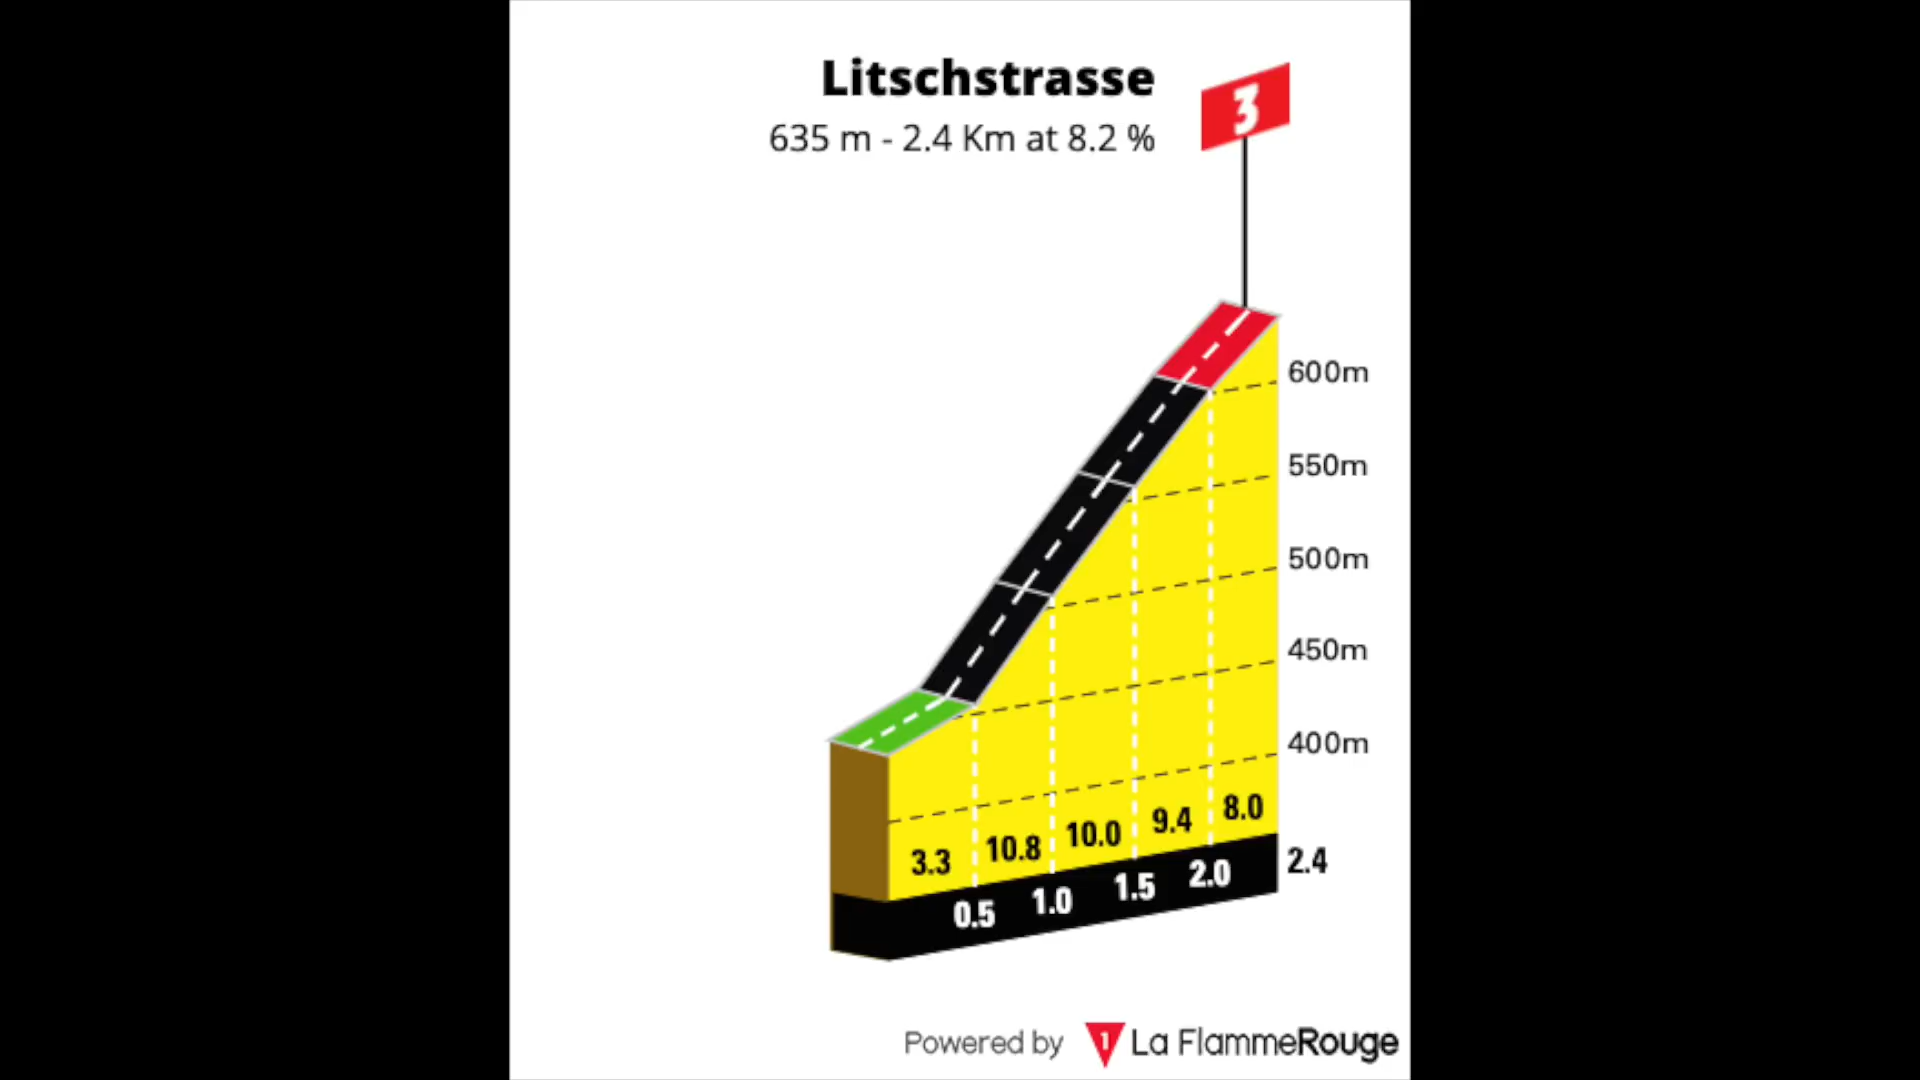 Litschstrasse
3
635 m - 2.4 Km at 8.2 %
600m
550m
500m
450m
400m
3.3 10.8 10.0 9.4 8.0
0.5 1.0 1.5 2.0 2.4
Powered by 1 La FlammeRouge